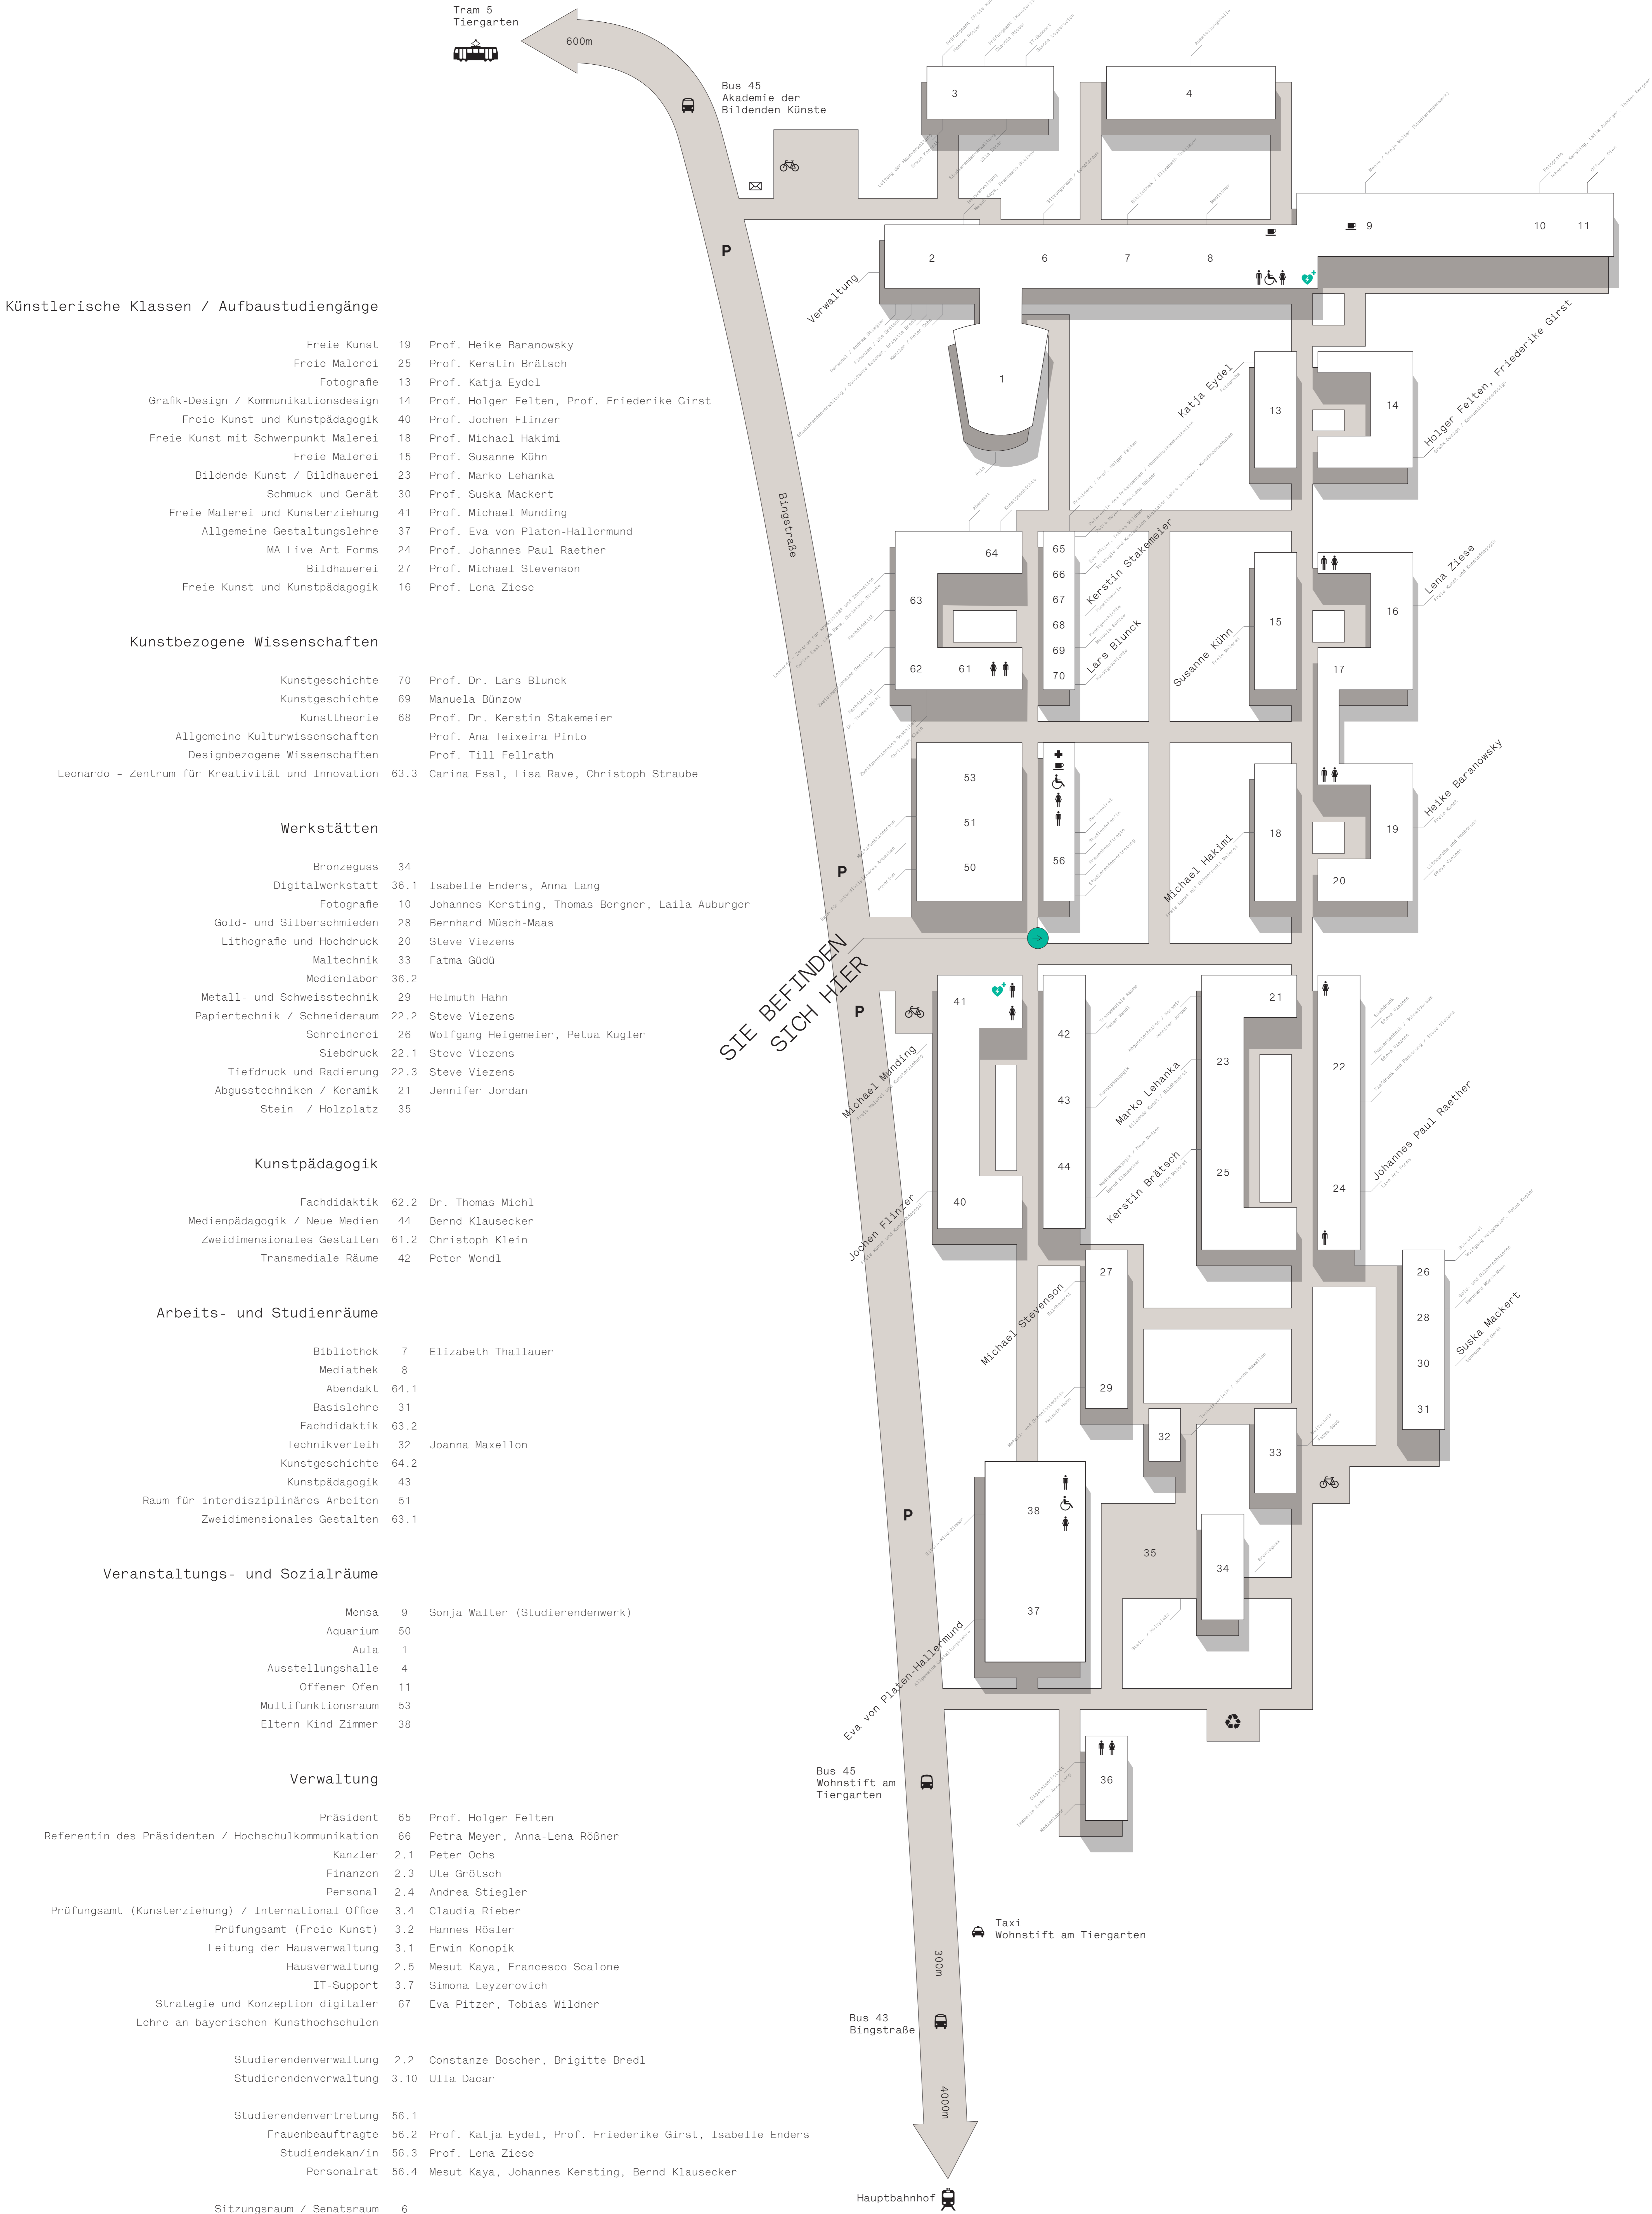 Tram 5
Tiergarten
600m
Bus 45
Akademie der
Bildenden Künste
P
Bingstraße
Künstlerische Klassen / Aufbaustudiengänge
Freie Kunst 19 Prof. Heike Baranowsky
Freie Malerei 25 Prof. Kerstin Brätsch
Fotografie 13 Prof. Katja Eydel
Grafik-Design / Kommunikationsdesign 14 Prof. Holger Felten, Prof. Friederike Girst
Freie Kunst und Kunstpädagogik 40 Prof. Jochen Flinzer
Freie Kunst mit Schwerpunkt Malerei 18 Prof. Michael Hakimi
Freie Malerei 15 Prof. Susanne Kühn
Bildende Kunst / Bildhauerei 23 Prof. Marko Lehanka
Schmuck und Gerät 30 Prof. Suska Mackert
Freie Malerei und Kunsterziehung 41 Prof. Michael Munding
Allgemeine Gestaltungslehre 37 Prof. Eva von Platen-Hallermund
MA Live Art Forms 24 Prof. Johannes Paul Raether
Bildhauerei 27 Prof. Michael Stevenson
Freie Kunst und Kunstpädagogik 16 Prof. Lena Ziese
Kunstbezogene Wissenschaften
Kunstgeschichte 70 Prof. Dr. Lars Blunck
Kunstgeschichte 69 Manuela Bünzow
Kunsttheorie 68 Prof. Dr. Kerstin Stakemeier
Allgemeine Kulturwissenschaften Prof. Ana Teixeira Pinto
Designbezogene Wissenschaften Prof. Till Fellrath
Leonardo – Zentrum für Kreativität und Innovation 63.3 Carina Essl, Lisa Rave, Christoph Straube
Werkstätten
Bronzeguss 34
Digitalwerkstatt 36.1 Isabelle Enders, Anna Lang
Fotografie 10 Johannes Kersting, Thomas Bergner, Laila Auburger
Gold- und Silberschmieden 28 Bernhard Müsch-Maas
Lithografie und Hochdruck 20 Steve Viezens
Maltechnik 33 Fatma Güdü
Medienlabor 36.2
Metall- und Schweisstechnik 29 Helmuth Hahn
Papiertechnik / Schneideraum 22.2 Steve Viezens
Schreinerei 26 Wolfgang Heigemeier, Petua Kugler
Siebdruck 22.1 Steve Viezens
Tiefdruck und Radierung 22.3 Steve Viezens
Abgusstechniken / Keramik 21 Jennifer Jordan
Stein- / Holzplatz 35
Kunstpädagogik
Fachdidaktik 62.2 Dr. Thomas Michl
Medienpädagogik / Neue Medien 44 Bernd Klausecker
Zweidimensionales Gestalten 61.2 Christoph Klein
Transmediale Räume 42 Peter Wendl
Arbeits- und Studienräume
Bibliothek 7 Elizabeth Thallauer
Mediathek 8
Abendakt 64.1
Basislehre 31
Fachdidaktik 63.2
Technikverleih 32 Joanna Maxellon
Kunstgeschichte 64.2
Kunstpädagogik 43
Raum für interdisziplinäres Arbeiten 51
Zweidimensionales Gestalten 63.1
Veranstaltungs- und Sozialräume
Mensa 9 Sonja Walter (Studierendenwerk)
Aquarium 50
Aula 1
Ausstellungshalle 4
Offener Ofen 11
Multifunktionsraum 53
Eltern-Kind-Zimmer 38
Verwaltung
Präsident 65 Prof. Holger Felten
Referentin des Präsidenten / Hochschulkommunikation 66 Petra Meyer, Anna-Lena Rößner
Kanzler 2.1 Peter Ochs
Finanzen 2.3 Ute Grötsch
Personal 2.4 Andrea Stiegler
Prüfungsamt (Kunsterziehung) / International Office 3.4 Claudia Rieber
Prüfungsamt (Freie Kunst) 3.2 Hannes Rösler
Leitung der Hausverwaltung 3.1 Erwin Konopik
Hausverwaltung 2.5 Mesut Kaya, Francesco Scalone
IT-Support 3.7 Simona Leyzerovich
Strategie und Konzeption digitaler 67 Eva Pitzer, Tobias Wildner
Lehre an bayerischen Kunsthochschulen
Studierendenverwaltung 2.2 Constanze Boscher, Brigitte Bredl
Studierendenverwaltung 3.10 Ulla Dacar
Studierendenvertretung 56.1
Frauenbeauftragte 56.2 Prof. Katja Eydel, Prof. Friederike Girst, Isabelle Enders
Studiendekan/in 56.3 Prof. Lena Ziese
Personalrat 56.4 Mesut Kaya, Johannes Kersting, Bernd Klausecker
Sitzungsraum / Senatsraum 6
3
4
9
10
11
2
6
7
8
Verwaltung
1
Katja Eydel
13
14
Holger Felten, Friederike Girst
64
63
62
61
65
66
67
68
69
70
Kerstin Stakemeier
Lars Blunck
Susanne Kühn
15
16
17
Lena Ziese
53
51
50
56
Michael Hakimi
18
19
20
Heike Baranowsky
P
SIE BEFINDEN
SICH HIER
P
41
40
Michael Munding
Jochen Flinzer
42
43
44
21
23
25
Marko Lehanka
Kerstin Brätsch
22
24
Johannes Paul Raether
27
29
Michael Stevenson
26
28
30
31
Suska Mackert
32
33
34
35
P
38
37
Eva von Platen-Hallermund
36
Bus 45
Wohnstift am
Tiergarten
Taxi
Wohnstift am Tiergarten
300m
Bus 43
Bingstraße
4000m
Hauptbahnhof